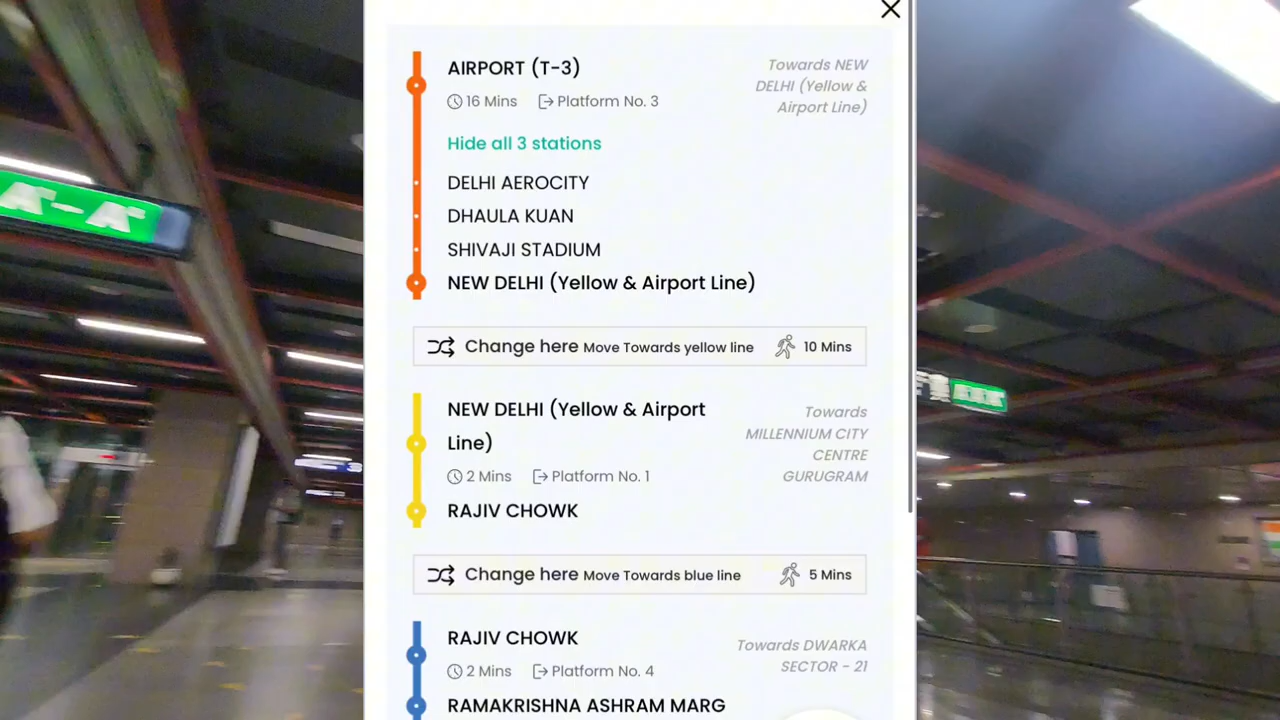 AIRPORT (T-3)
Towards NEW
DELHI (Yellow &
Airport Line)
16 Mins
Platform No. 3
Hide all 3 stations
DELHI AEROCITY
DHAULA KUAN
SHIVAJI STADIUM
NEW DELHI (Yellow & Airport Line)
Change here Move Towards yellow line
10 Mins
NEW DELHI (Yellow & Airport
Line)
Towards
MILLENNIUM CITY
CENTRE
GURUGRAM
2 Mins
Platform No. 1
RAJIV CHOWK
Change here Move Towards blue line
5 Mins
RAJIV CHOWK
Towards DWARKA
SECTOR - 21
2 Mins
Platform No. 4
RAMAKRISHNA ASHRAM MARG